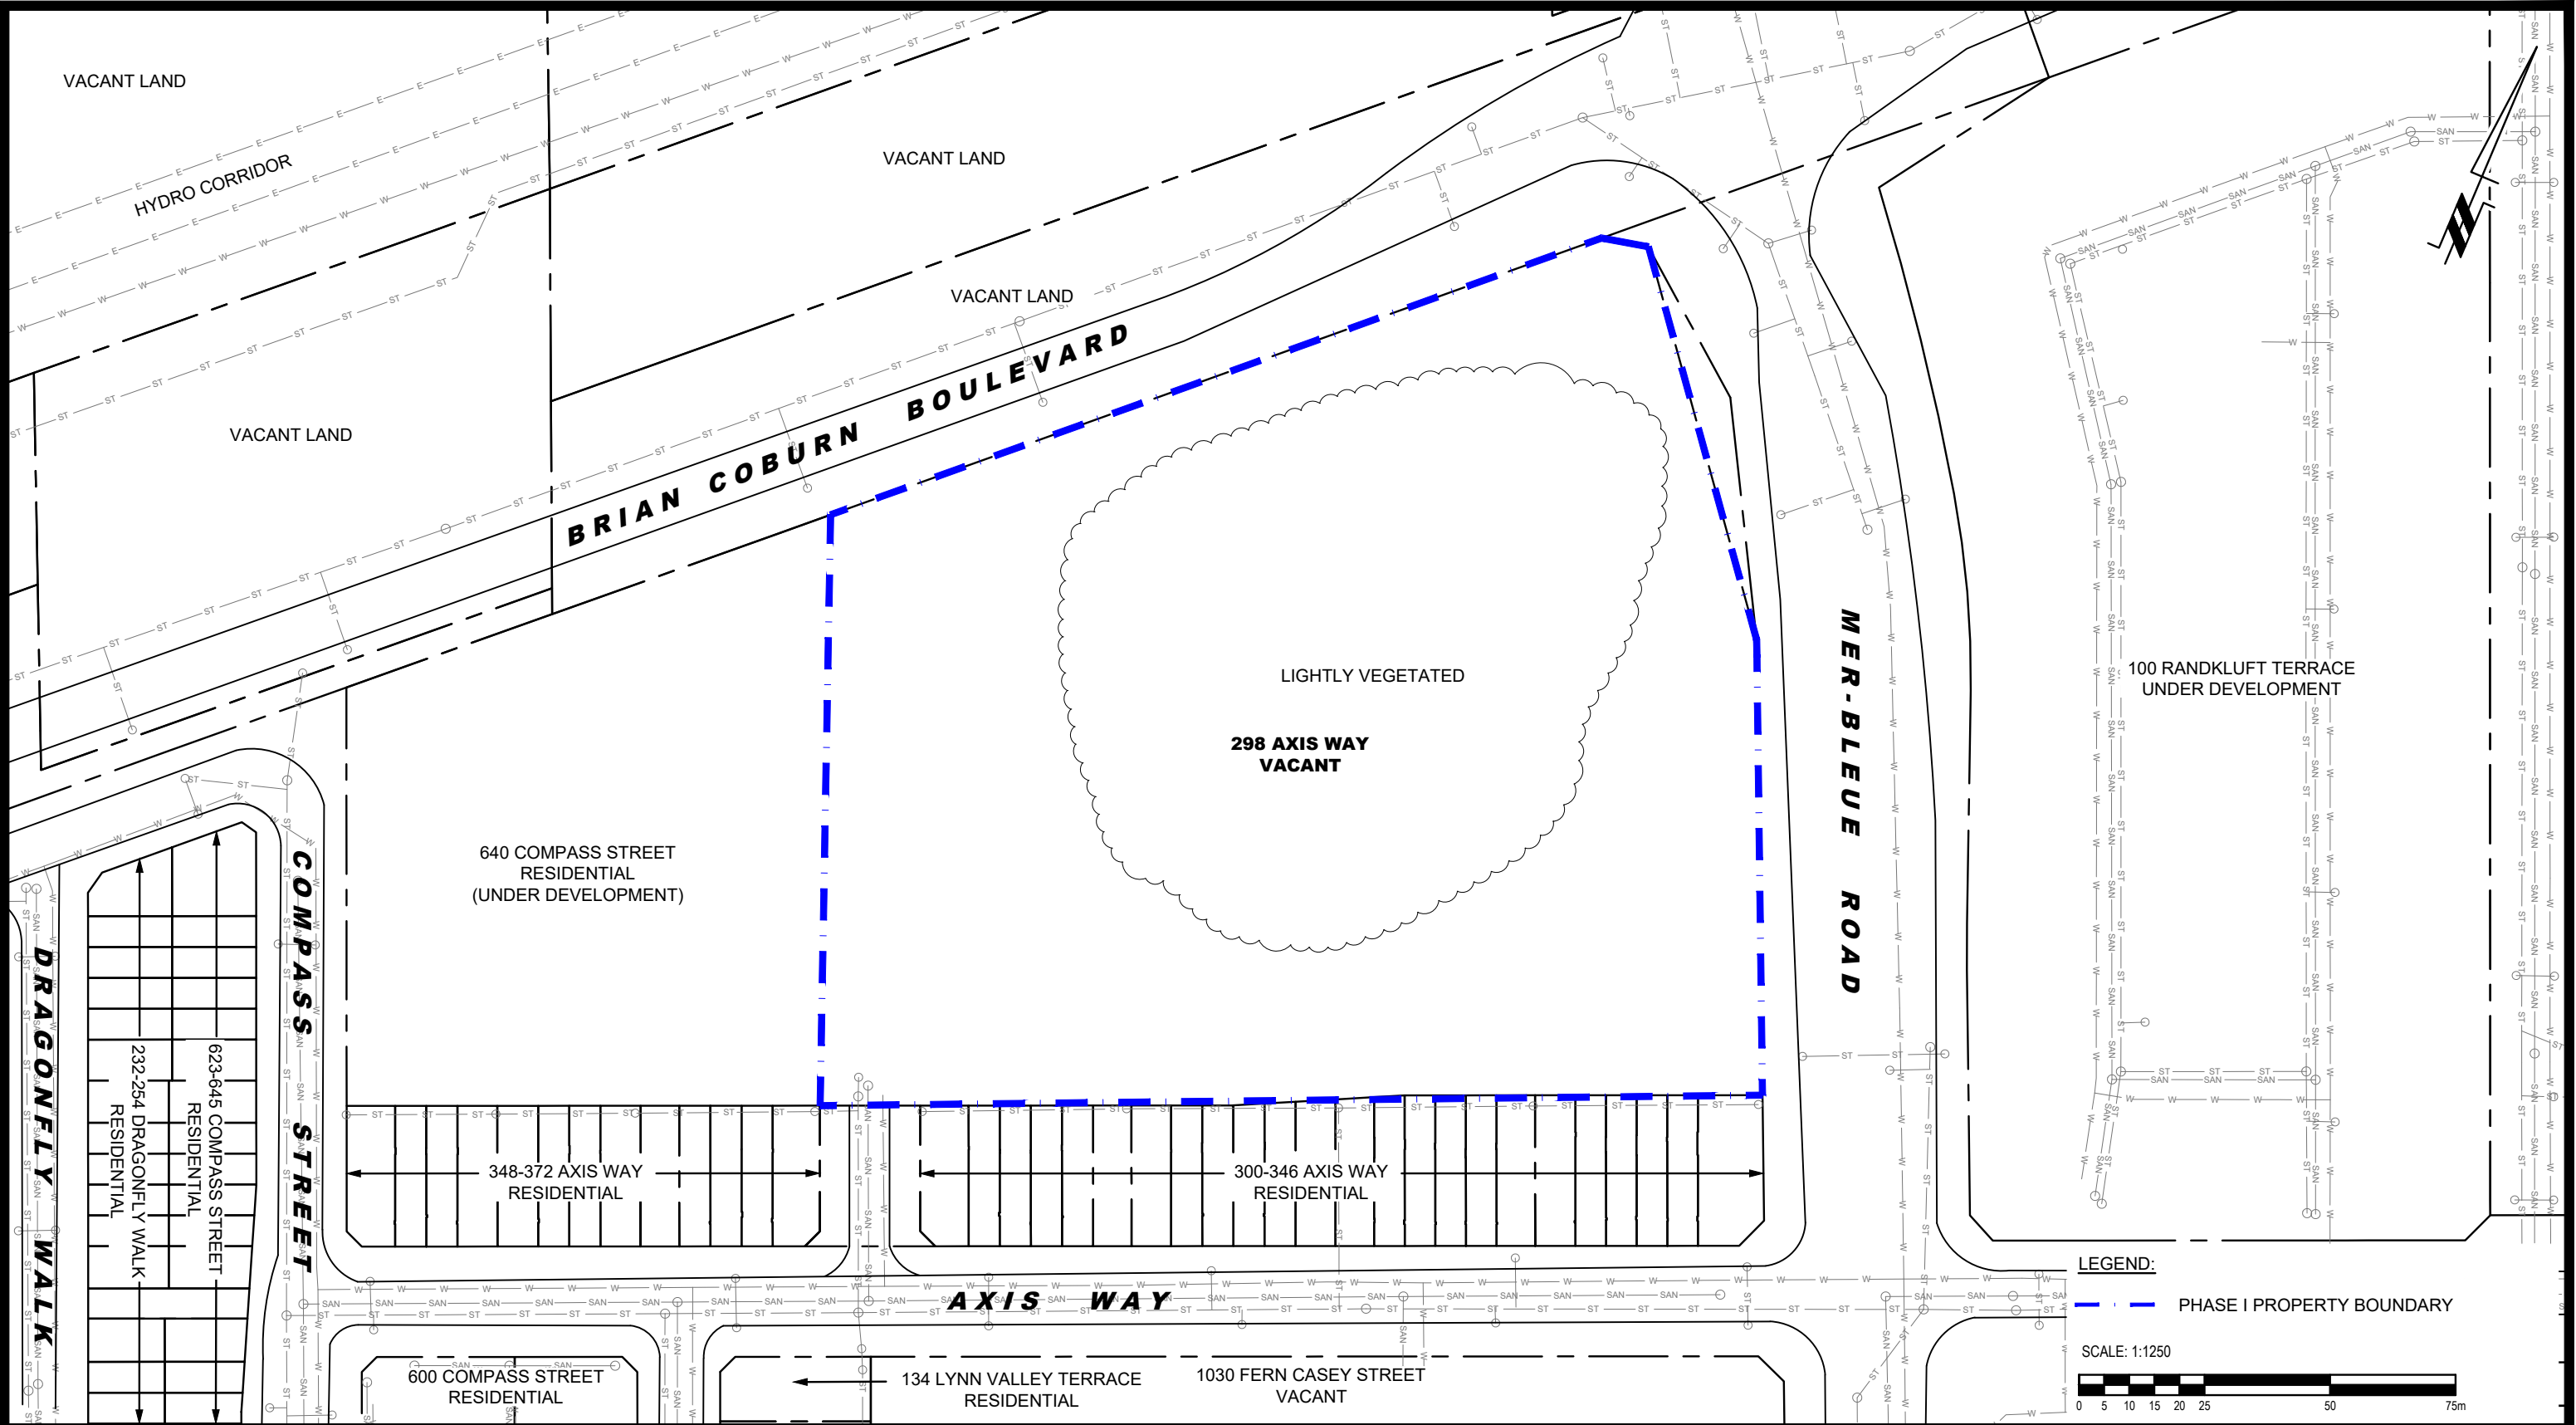 VACANT LAND
HYDRO CORRIDOR
VACANT LAND
VACANT LAND
VACANT LAND
BRIAN COBURN BOULEVARD
LIGHTLY VEGETATED
298 AXIS WAY
VACANT
MER-BLEUE ROAD
100 RANDKLUFT TERRACE
UNDER DEVELOPMENT
640 COMPASS STREET
RESIDENTIAL
(UNDER DEVELOPMENT)
COMPASS STREET
DRAGONFLY WALK
232-254 DRAGONFLY WALK
RESIDENTIAL
623-645 COMPASS STREET
RESIDENTIAL
348-372 AXIS WAY
RESIDENTIAL
300-346 AXIS WAY
RESIDENTIAL
AXIS WAY
600 COMPASS STREET
RESIDENTIAL
134 LYNN VALLEY TERRACE
RESIDENTIAL
1030 FERN CASEY STREET
VACANT
LEGEND:
PHASE I PROPERTY BOUNDARY
SCALE: 1:1250
0 5 10 15 20 25 50 75m